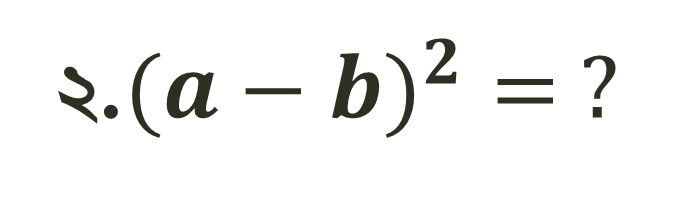 ২.(a − b)² = ?